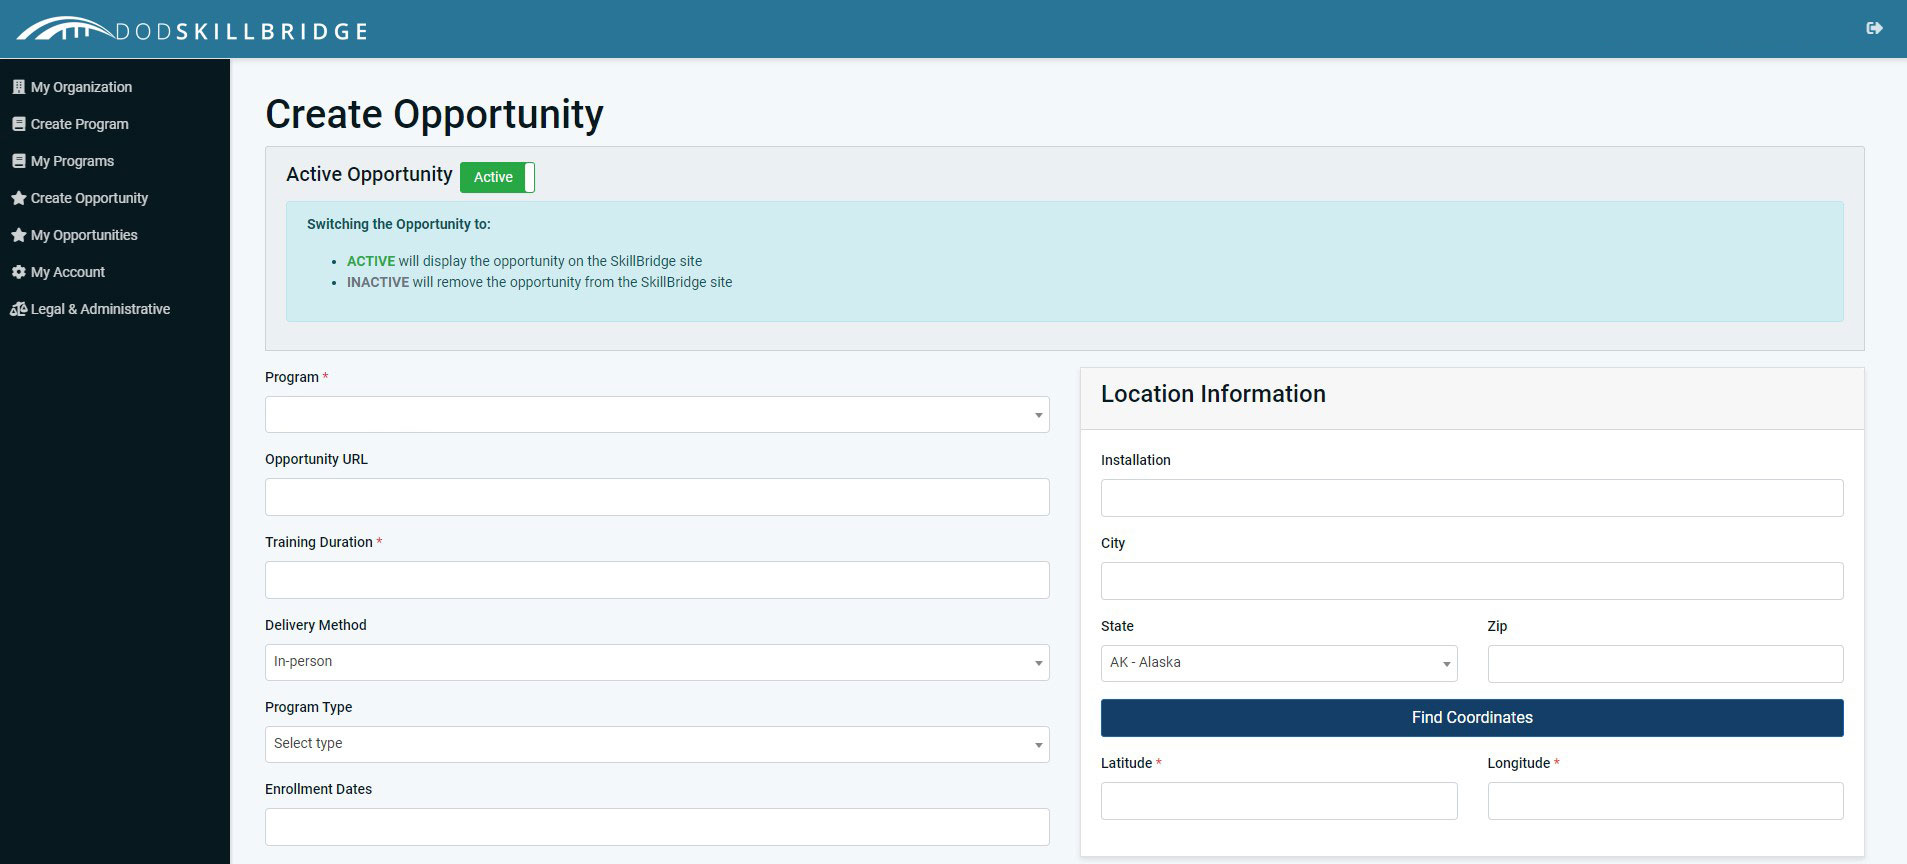 DODSKILLBRIDGE
My Organization
Create Program
My Programs
Create Opportunity
My Opportunities
My Account
Legal & Administrative
Create Opportunity
Active Opportunity Active
Switching the Opportunity to:
• ACTIVE will display the opportunity on the SkillBridge site
• INACTIVE will remove the opportunity from the SkillBridge site
Program *
Opportunity URL
Training Duration *
Delivery Method
In-person
Program Type
Select type
Enrollment Dates
Location Information
Installation
City
State Zip
AK - Alaska
Find Coordinates
Latitude * Longitude *